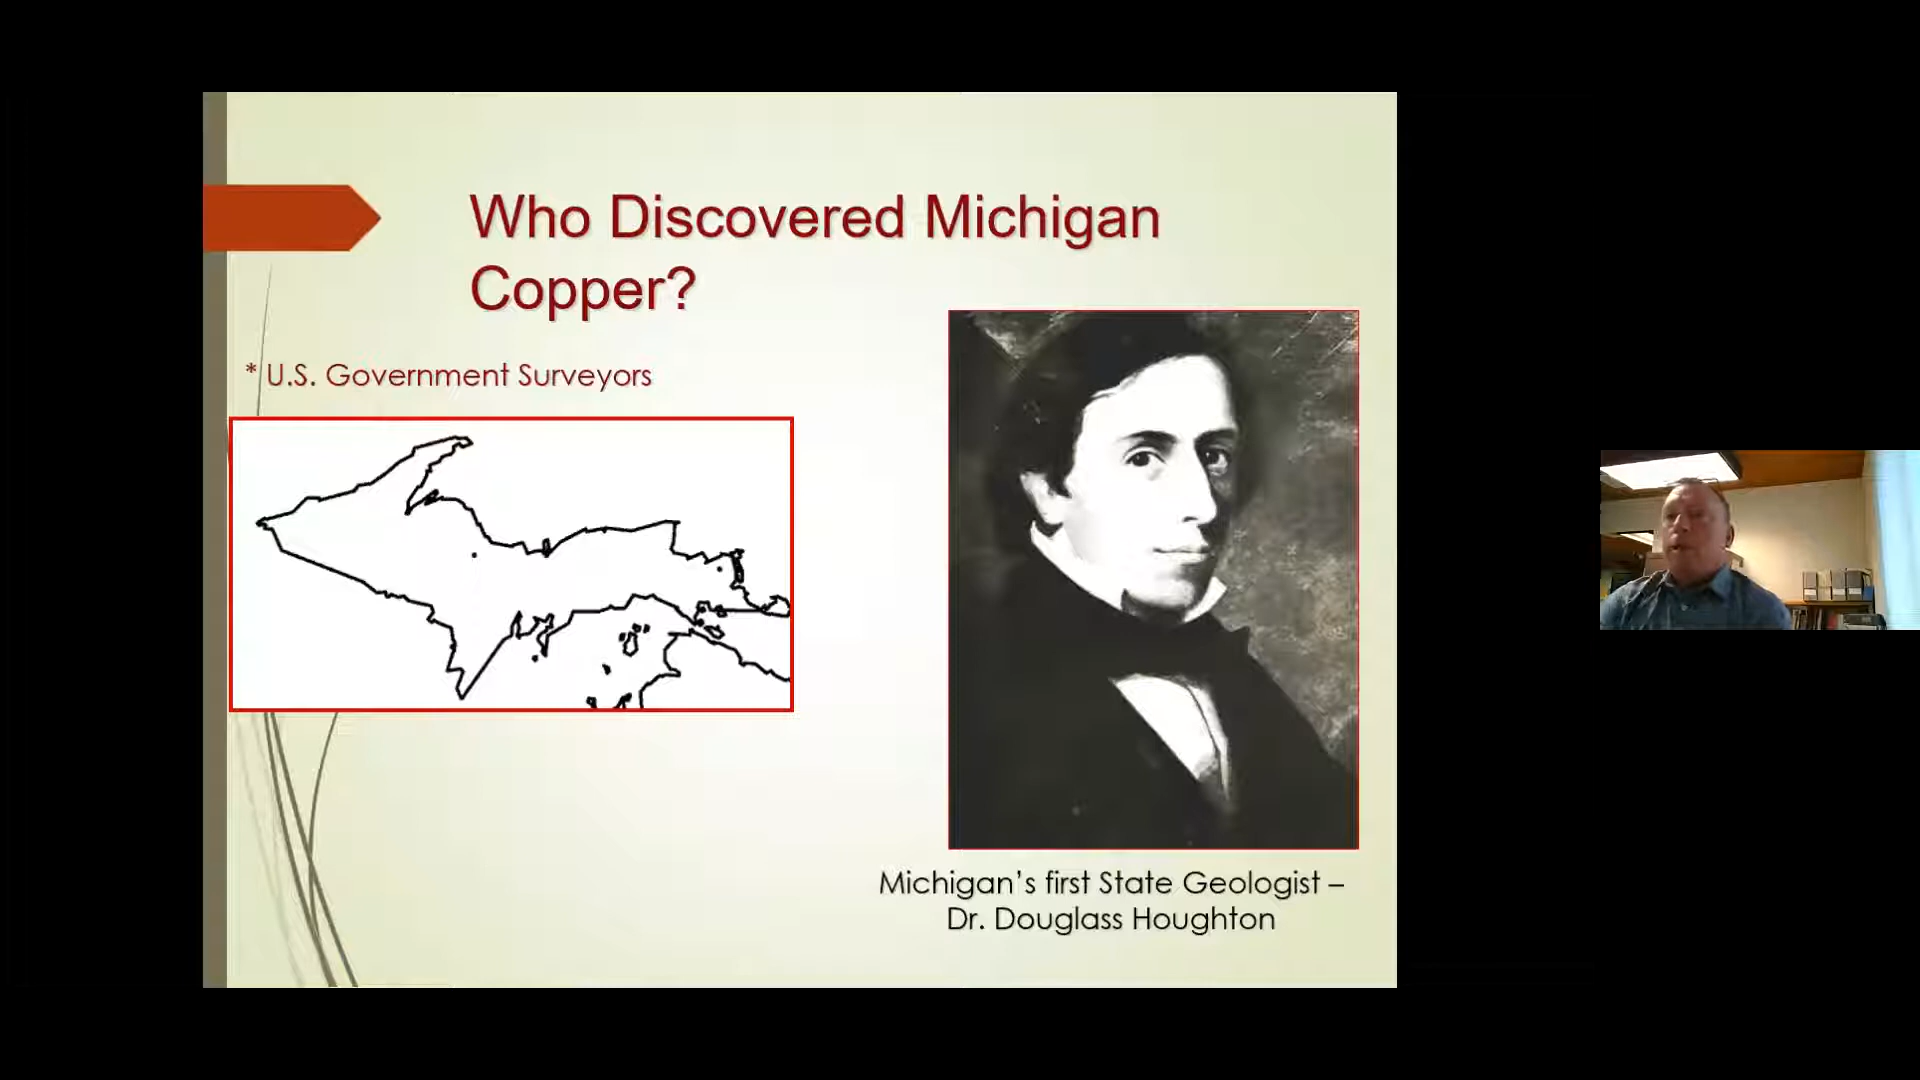 Who Discovered Michigan
Copper?
* U.S. Government Surveyors
Michigan’s first State Geologist –
Dr. Douglass Houghton